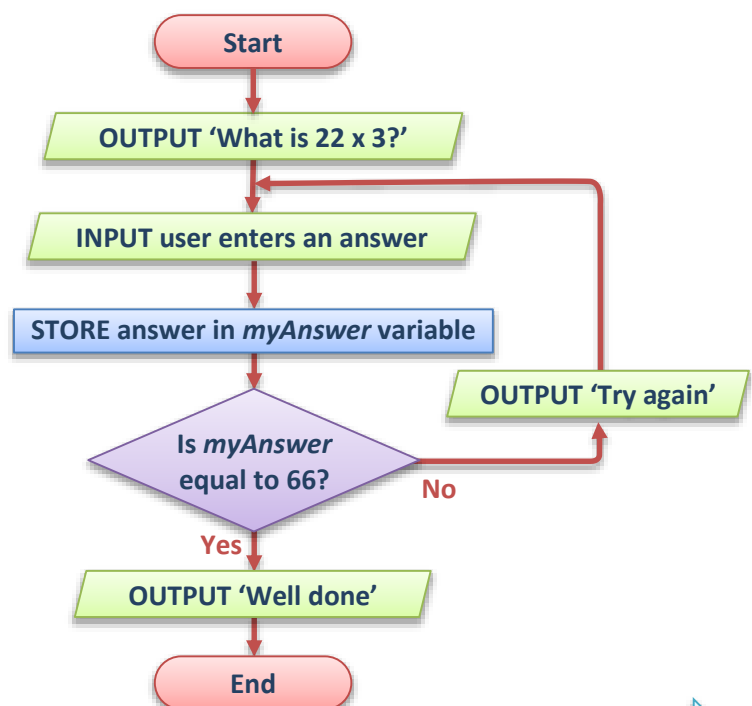 Start
OUTPUT ‘What is 22 x 3?’
INPUT user enters an answer
STORE answer in myAnswer variable
OUTPUT ‘Try again’
Is myAnswer
equal to 66?
No
Yes
OUTPUT ‘Well done’
End